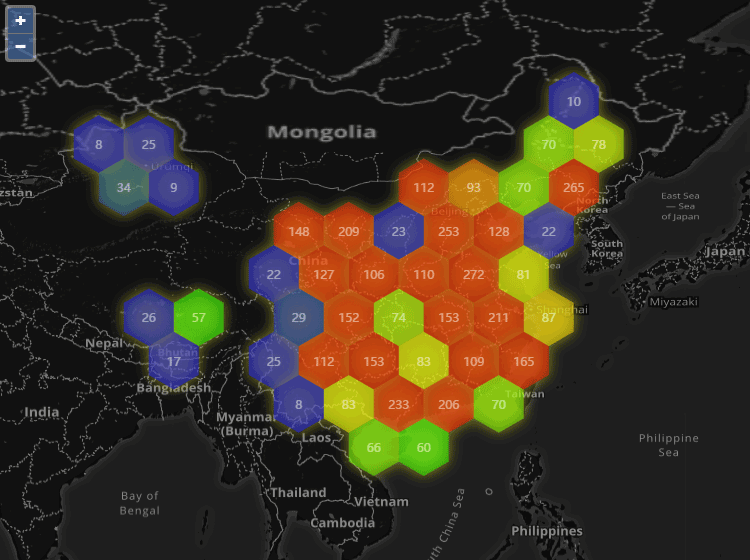 +
−
10
Mongolia
8
25
70
78
Urumqi
34
9
112
93
70
265
North
Korea
East Sea
— Sea
of Japan
Beijing
148
209
23
253
128
22
South
Korea
Japan
China
22
127
106
110
272
81
Sea
Miyazaki
26
57
29
152
74
153
211
87
Shanghai
Nepal
Bhutan
17
25
112
153
83
109
165
Bangladesh
Taiwan
India
8
83
233
206
70
Myanmar
(Burma)
Laos
66
60
Philippine
Sea
Bay of
Bengal
Thailand
Vietnam
Cambodia
China Sea
Philippines